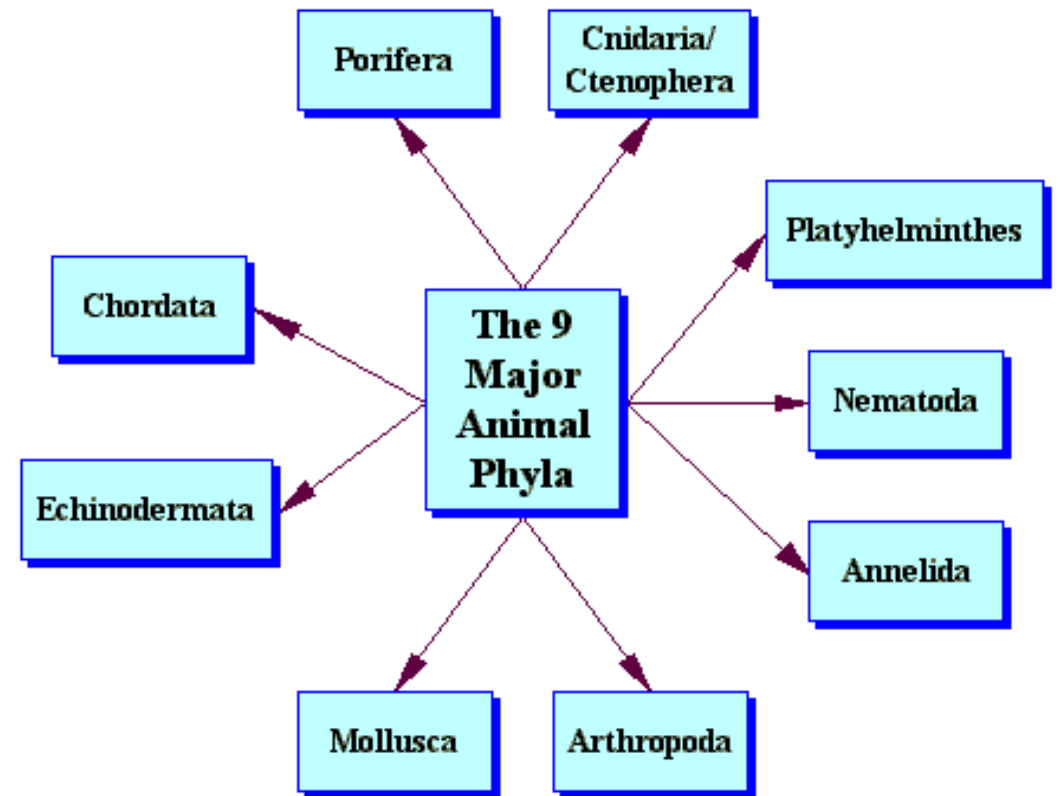 Porifera
Cnidaria/
Ctenophera
Platyhelminthes
Chordata
The 9
Major
Animal
Phyla
Nematoda
Echinodermata
Annelida
Mollusca
Arthropoda